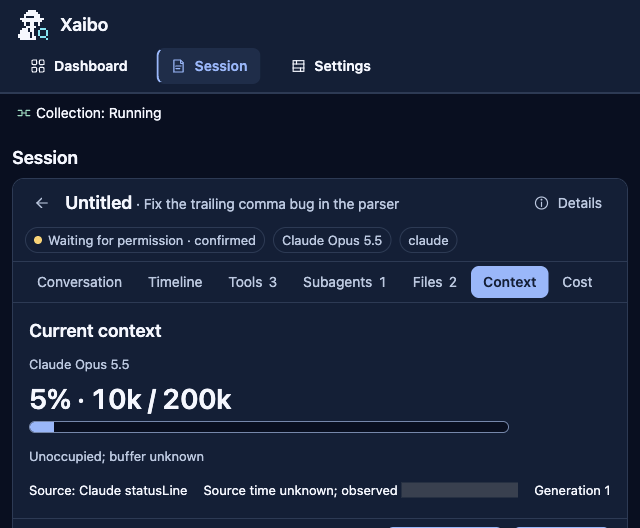 Xaibo
Dashboard Session Settings
Collection: Running
Session
Untitled · Fix the trailing comma bug in the parser Details
Waiting for permission · confirmed Claude Opus 5.5 claude
Conversation Timeline Tools 3 Subagents 1 Files 2 Context Cost
Current context
Claude Opus 5.5
5% · 10k / 200k
Unoccupied; buffer unknown
Source: Claude statusLine Source time unknown; observed Generation 1